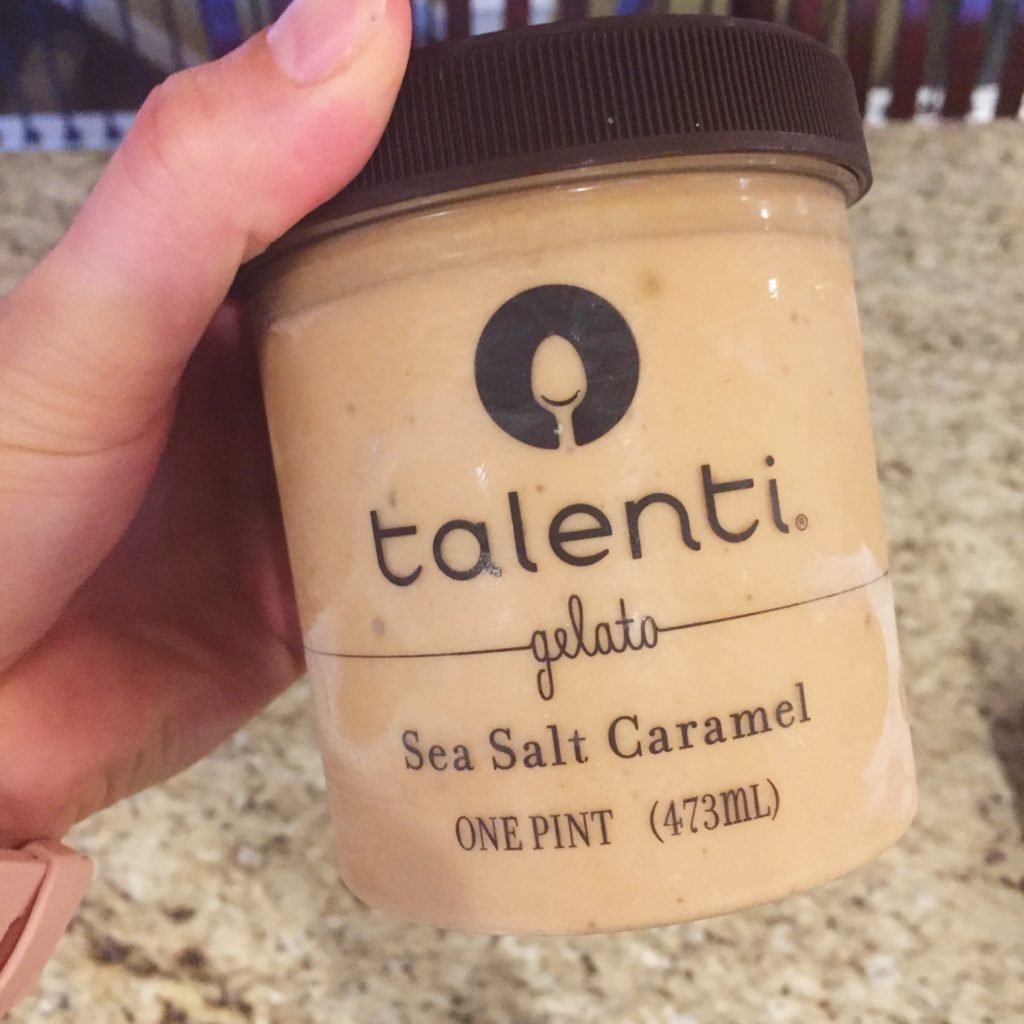 talenti®
gelato
Sea Salt Caramel
ONE PINT (473mL)